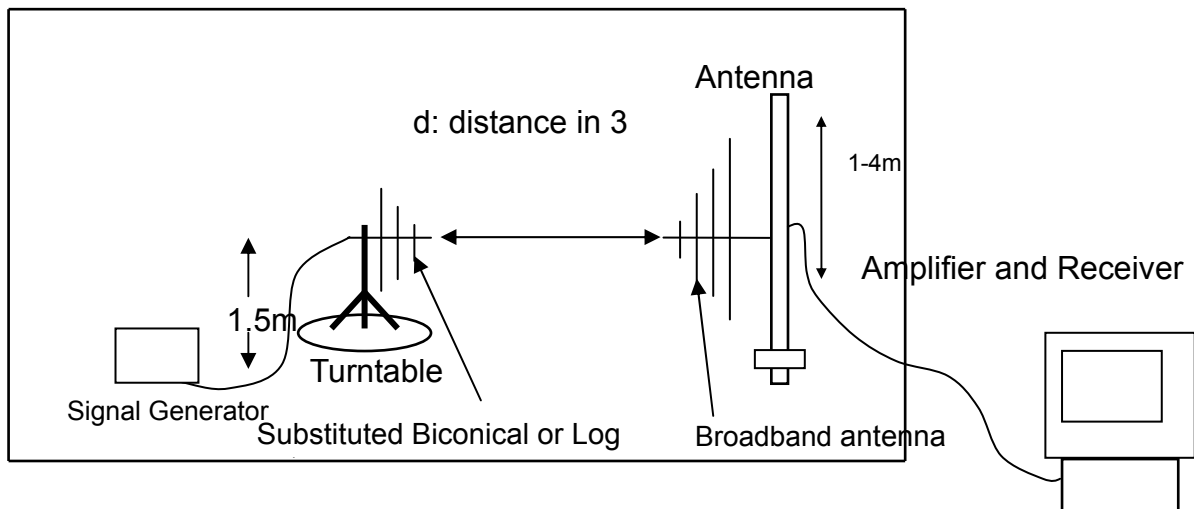 Antenna
d: distance in 3
1-4m
Amplifier and Receiver
1.5m
Turntable
Signal Generator
Substituted Biconical or Log
Broadband antenna